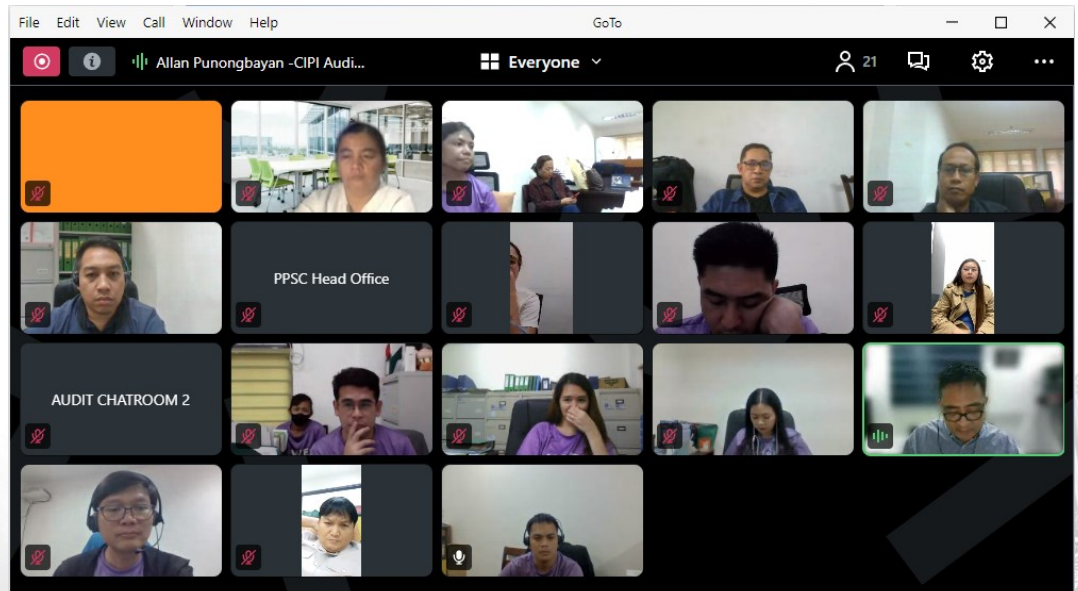 File Edit View Call Window Help GoTo
Allan Punongbayan -CIPI Audi... Everyone 21
PPSC Head Office
AUDIT CHATROOM 2